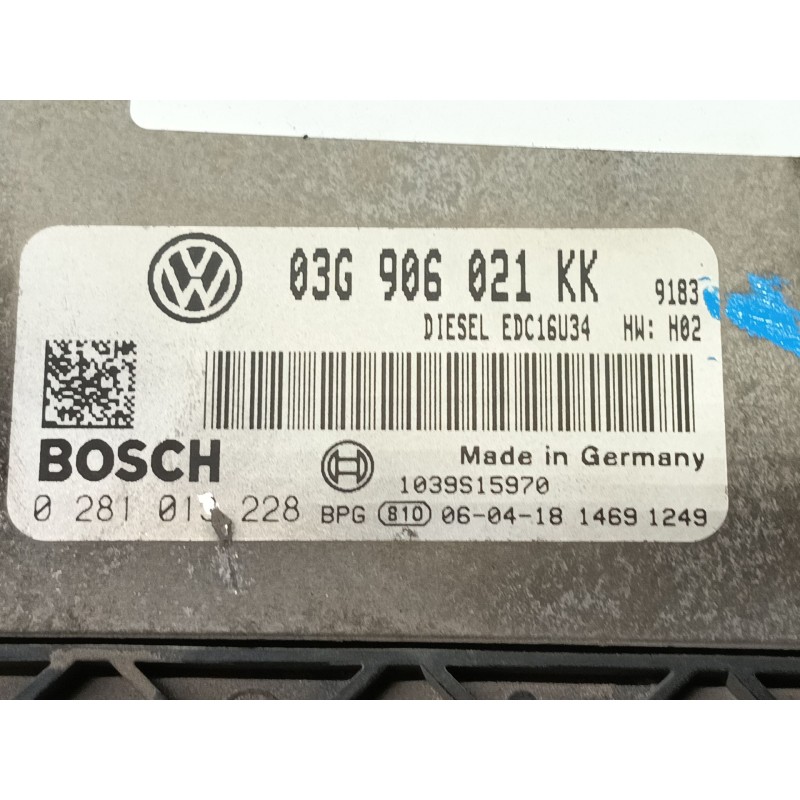 VW 03G 906 021 KK 9183
DIESEL EDC16U34 HW: H02
BOSCH Made in Germany
1039S15970
0 281 228 BPG 810 06-04-18 1469 1249